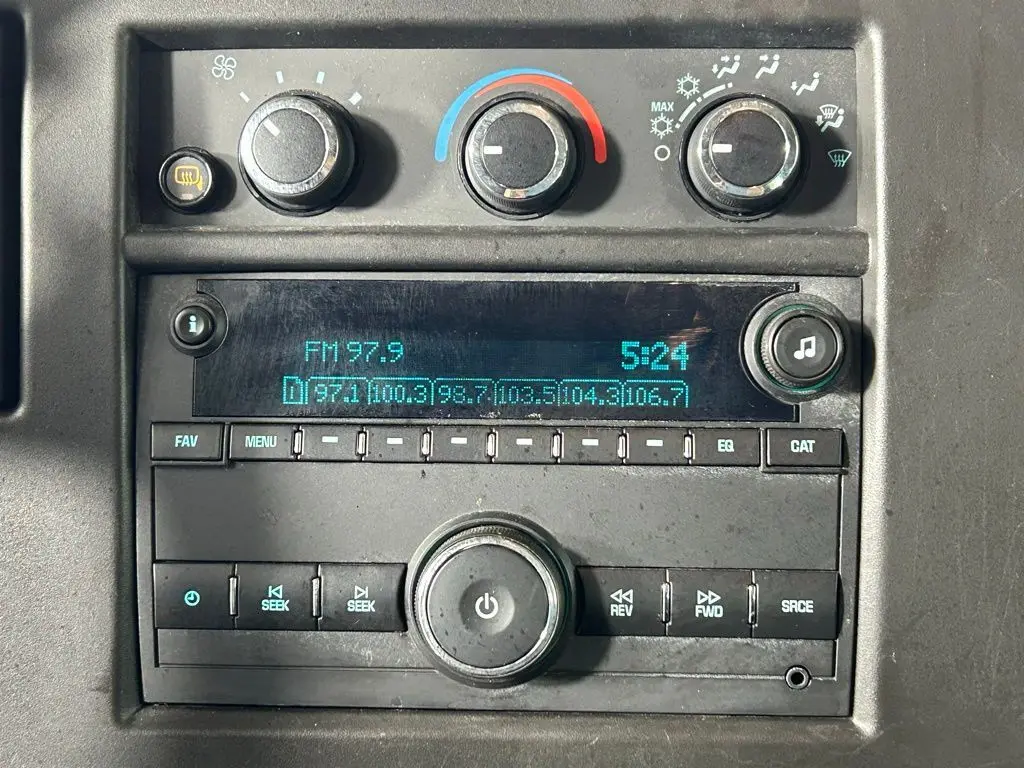 MAX
i
FM 97.9 5:24
1 97.1 100.3 98.7 103.5 104.3 106.7
FAV MENU EQ CAT
SEEK SEEK REV FWD SRCE